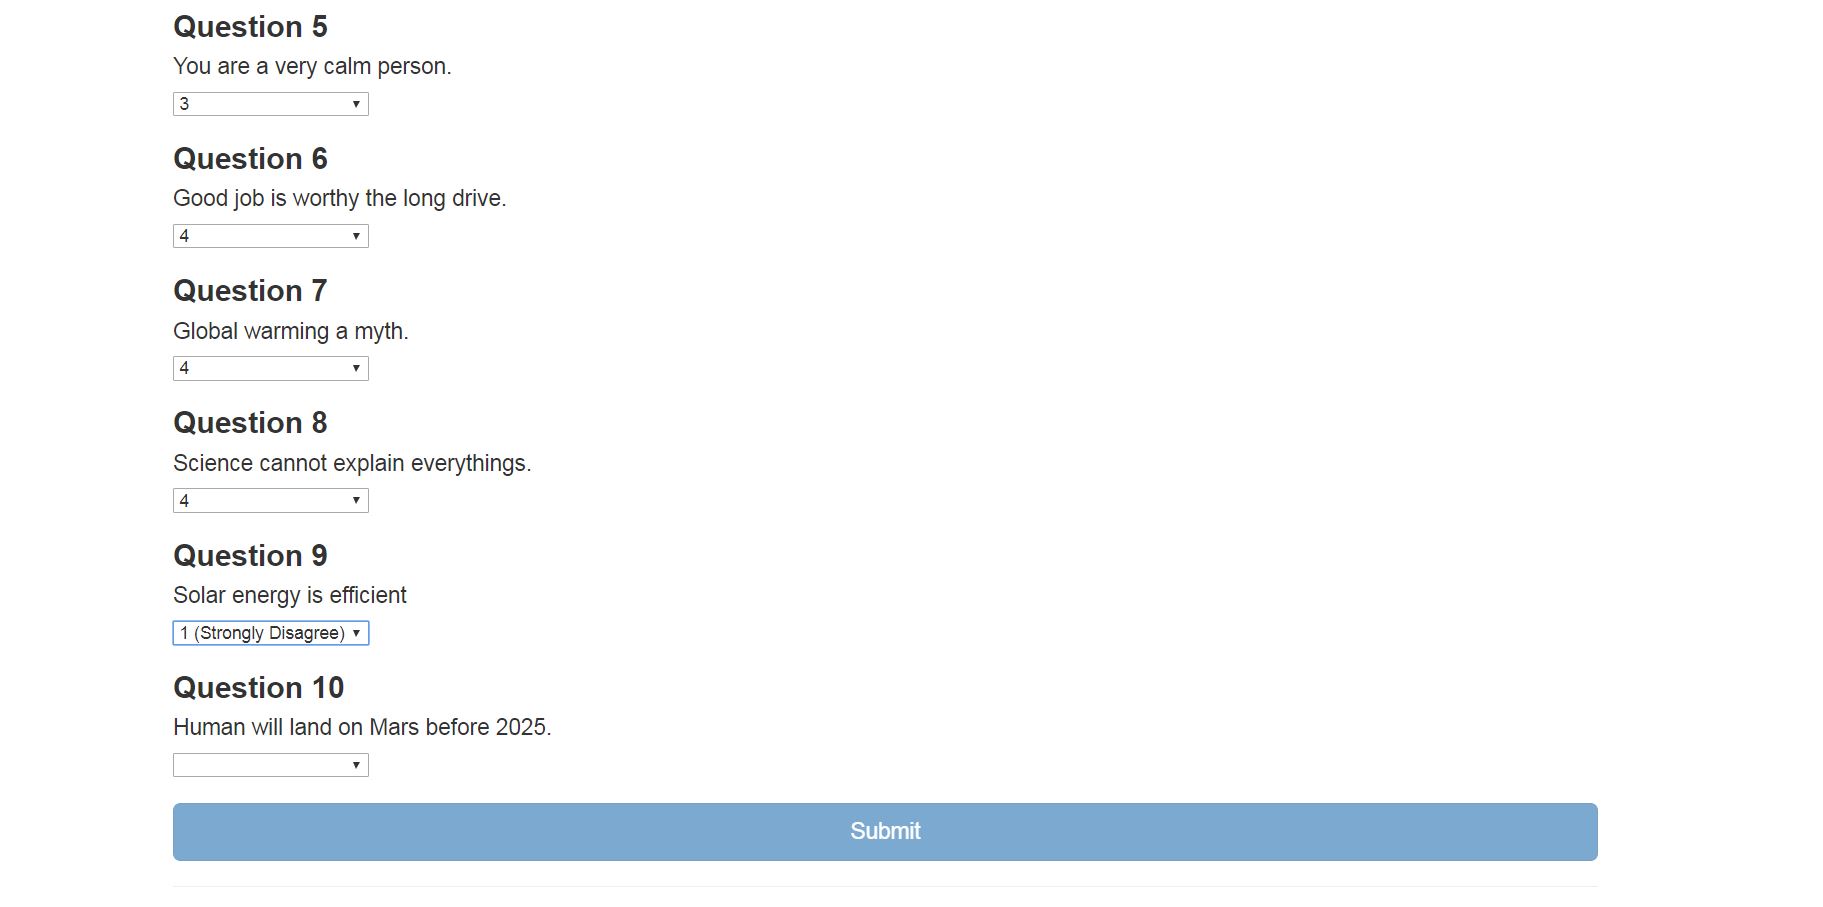 Question 5
You are a very calm person.
3
Question 6
Good job is worthy the long drive.
4
Question 7
Global warming a myth.
4
Question 8
Science cannot explain everythings.
4
Question 9
Solar energy is efficient
1 (Strongly Disagree)
Question 10
Human will land on Mars before 2025.
Submit